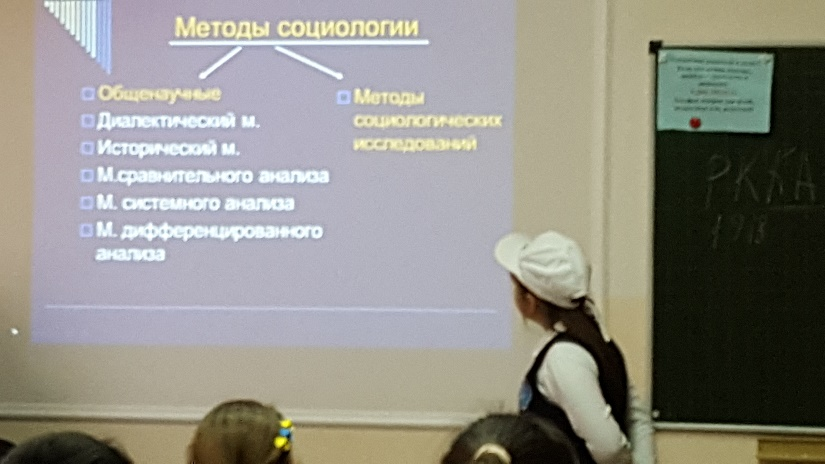 Методы социологии
Общенаучные
Диалектический м.
Исторический м.
М.сравнительного анализа
М. системного анализа
М. дифференцированного
анализа
Методы
социологических
исследований
РККА
1918